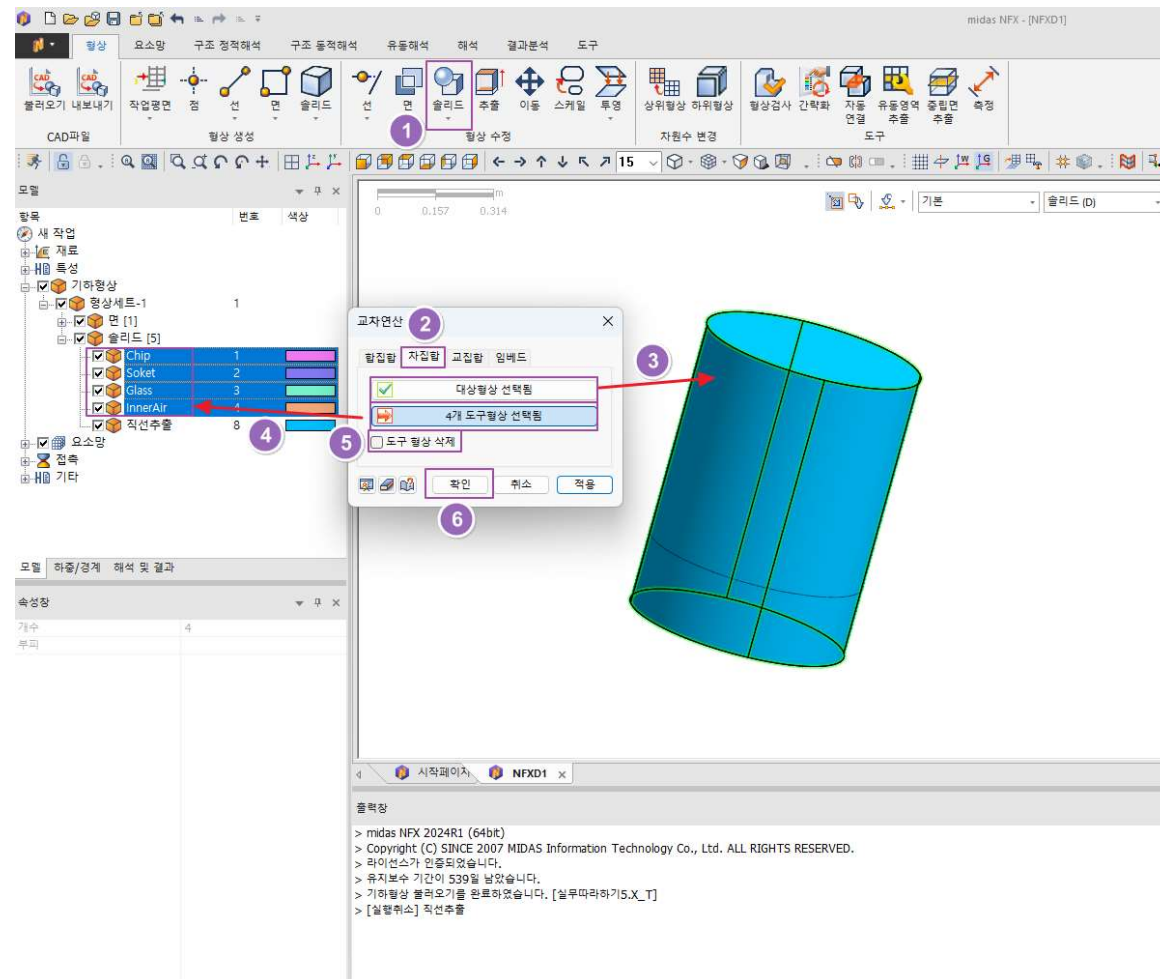 midas NFX - [NFXD1]
형상 요소망 구조 정적해석 구조 동적해석 유동해석 해석 결과분석 도구
불러오기 내보내기 작업평면 점 선 면 솔리드 선 면 솔리드 추출 이동 스케일 투영 상위형상 하위형상 형상검사 간략화 자동 연결 유동영역 추출 중립면 추출 측정
1
CAD파일 형상 생성 형상 수정 자원수 변경 도구
15
모델
항목 번호 색상
새 작업
재료
특성
기하형상
형상세트-1 1
면 [1]
솔리드 [5]
Chip 1
Soket 2
Glass 3
InnerAir 4
직선추출 8
요소망
접촉
기타
4
모델 하중/경계 해석 및 결과
속성창
개수 4
부피
m
0 0.157 0.314
기본 솔리드 (D)
교차연산 2
합집합 차집합 교집합 임베드
대상형상 선택됨
3
4개 도구형상 선택됨
5 도구 형상 삭제
확인 취소 적용
6
시작페이지 NFXD1
출력창
> midas NFX 2024R1 (64bit)
> Copyright (C) SINCE 2007 MIDAS Information Technology Co., Ltd. ALL RIGHTS RESERVED.
> 라이선스가 인증되었습니다.
> 유지보수 기간이 539일 남았습니다.
> 기하형상 불러오기를 완료하였습니다. [실무따라하기5.X_T]
> [실행취소] 직선추출